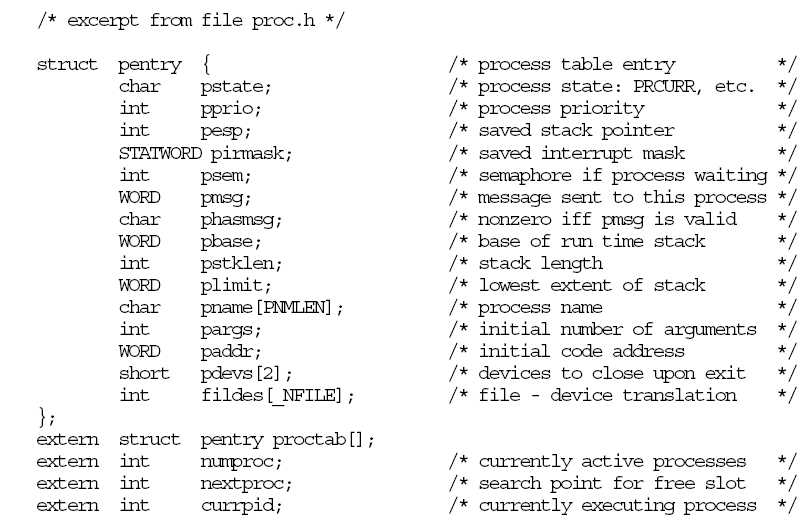 /* excerpt from file proc.h */
struct pentry { /* process table entry */
char pstate; /* process state: PRCURR, etc. */
int pprio; /* process priority */
int pesp; /* saved stack pointer */
STATWORD pirmask; /* saved interrupt mask */
int psem; /* semaphore if process waiting */
WORD pmsg; /* message sent to this process */
char phasmsg; /* nonzero iff pmsg is valid */
WORD pbase; /* base of run time stack */
int pstklen; /* stack length */
WORD plimit; /* lowest extent of stack */
char pname[PNMLEN]; /* process name */
int pargs; /* initial number of arguments */
WORD paddr; /* initial code address */
short pdevs[2]; /* devices to close upon exit */
int fildes[_NFILE]; /* file - device translation */
};
extern struct pentry proctab[];
extern int numproc; /* currently active processes */
extern int nextproc; /* search point for free slot */
extern int currpid; /* currently executing process */